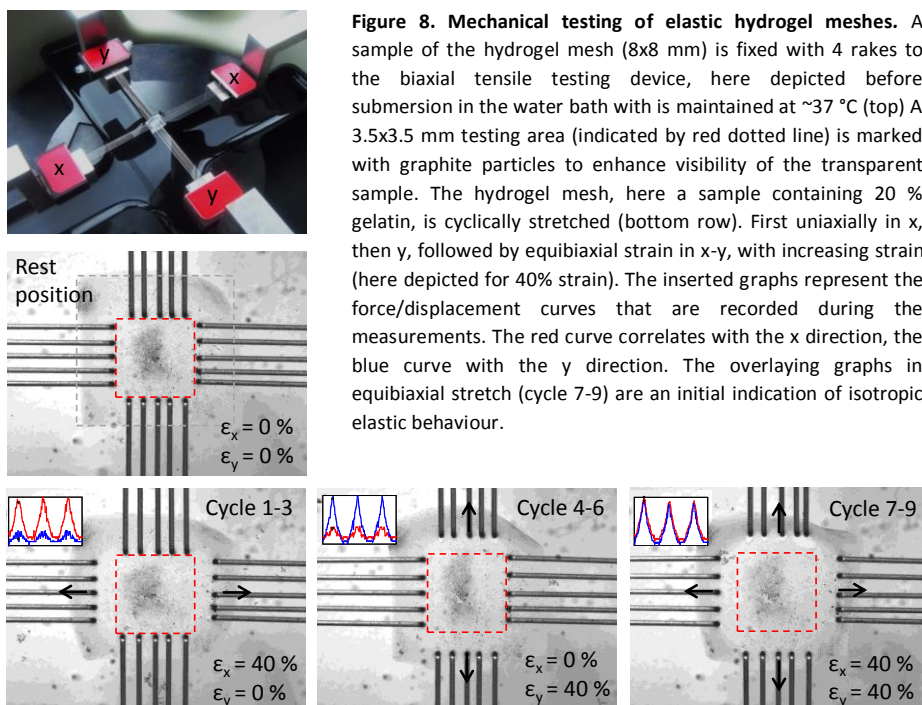 y
x
x
y
Figure 8. Mechanical testing of elastic hydrogel meshes. A
sample of the hydrogel mesh (8x8 mm) is fixed with 4 rakes to
the biaxial tensile testing device, here depicted before
submersion in the water bath with is maintained at ~37 °C (top) A
3.5x3.5 mm testing area (indicated by red dotted line) is marked
with graphite particles to enhance visibility of the transparent
sample. The hydrogel mesh, here a sample containing 20 %
gelatin, is cyclically stretched (bottom row). First uniaxially in x,
then y, followed by equibiaxial strain in x-y, with increasing strain
(here depicted for 40% strain). The inserted graphs represent the
force/displacement curves that are recorded during the
measurements. The red curve correlates with the x direction, the
blue curve with the y direction. The overlaying graphs in
equibiaxial stretch (cycle 7-9) are an initial indication of isotropic
elastic behaviour.
Rest
position
εx = 0 %
εy = 0 %
Cycle 1-3
εx = 40 %
εy = 0 %
Cycle 4-6
εx = 0 %
εy = 40 %
Cycle 7-9
εx = 40 %
εy = 40 %